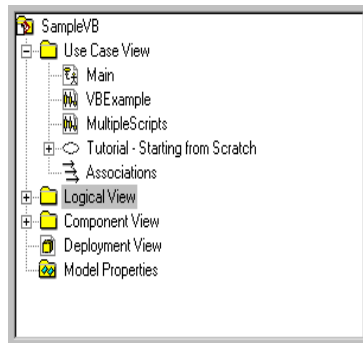 SampleVB
Use Case View
Main
VBExample
MultipleScripts
Tutorial - Starting from Scratch
Associations
Logical View
Component View
Deployment View
Model Properties